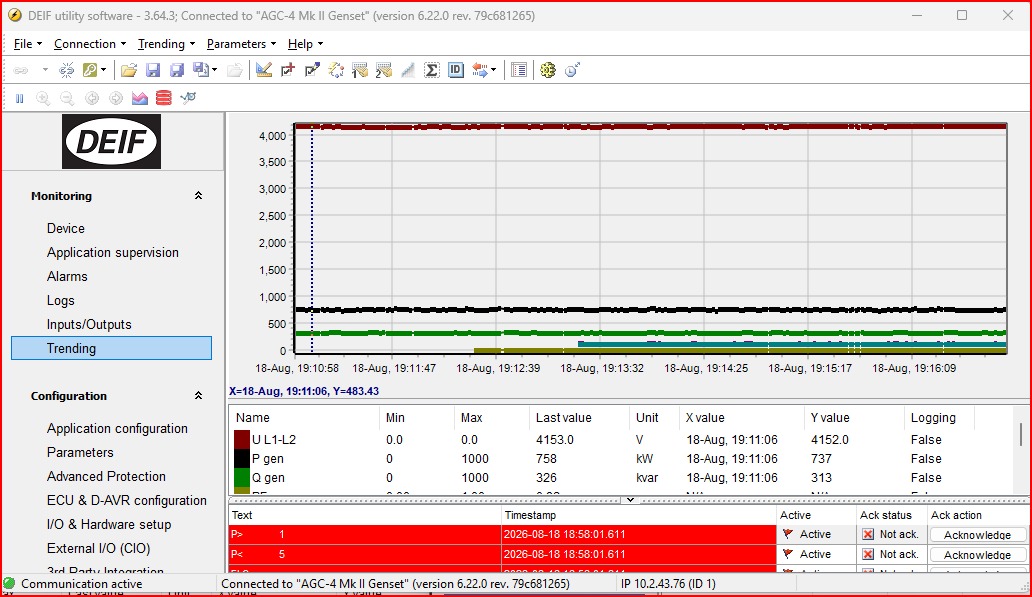 DEIF utility software - 3.64.3; Connected to "AGC-4 Mk II Genset" (version 6.22.0 rev. 79c681265)
File Connection Trending Parameters Help
DEIF
Monitoring
Device
Application supervision
Alarms
Logs
Inputs/Outputs
Trending
Configuration
Application configuration
Parameters
Advanced Protection
ECU & D-AVR configuration
I/O & Hardware setup
External I/O (CIO)
3rd Party Integration
4,000
3,500
3,000
2,500
2,000
1,500
1,000
500
0
18-Aug, 19:10:58 18-Aug, 19:11:47 18-Aug, 19:12:39 18-Aug, 19:13:32 18-Aug, 19:14:25 18-Aug, 19:15:17 18-Aug, 19:16:09
X=18-Aug, 19:11:06, Y=483.43
Name Min Max Last value Unit X value Y value Logging
U L1-L2 0.0 0.0 4153.0 V 18-Aug, 19:11:06 4152.0 False
P gen 0 1000 758 kW 18-Aug, 19:11:06 737 False
Q gen 0 1000 326 kvar 18-Aug, 19:11:06 313 False
Text Timestamp Active Ack status Ack action
P> 1 2026-08-18 18:58:01.611 Active Not ack. Acknowledge
P< 5 2026-08-18 18:58:01.611 Active Not ack. Acknowledge
Communication active Connected to "AGC-4 Mk II Genset" (version 6.22.0 rev. 79c681265) IP 10.2.43.76 (ID 1)